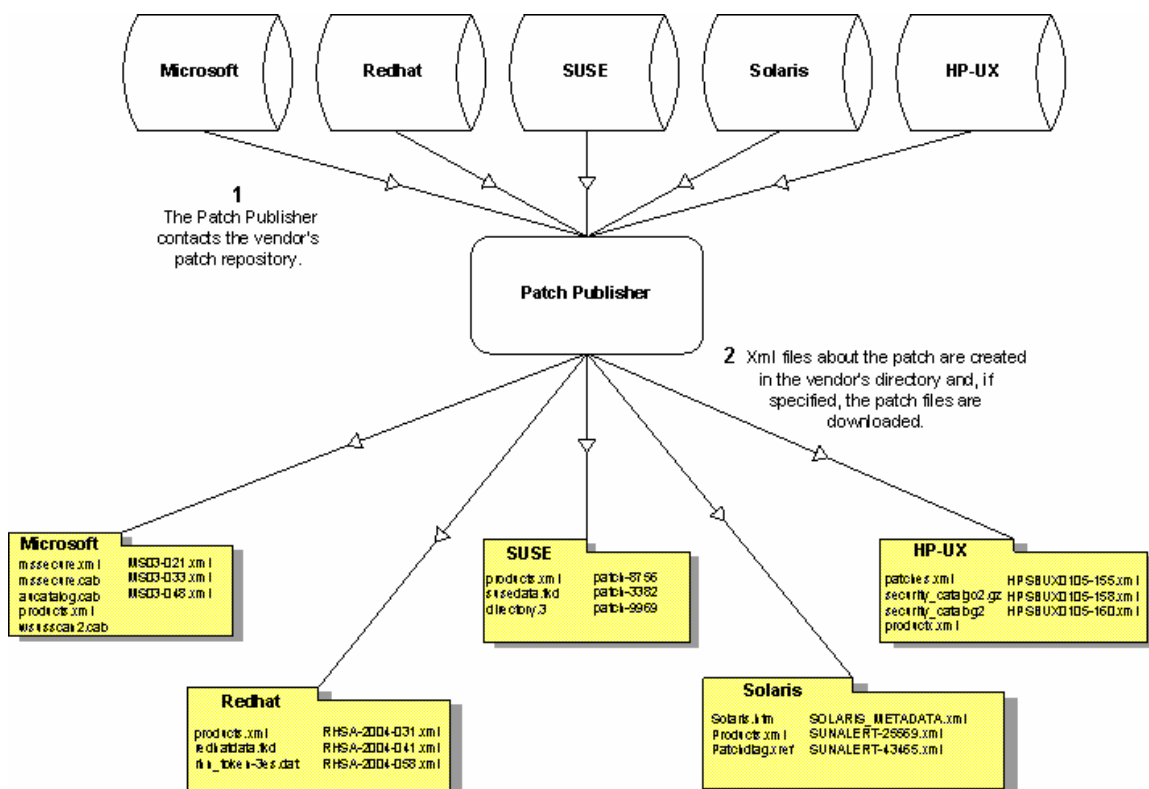 Microsoft
Redhat
SUSE
Solaris
HP-UX
1
The Patch Publisher
contacts the vendor's
patch repository.
Patch Publisher
2 Xml files about the patch are created
in the vendor's directory and, if
specified, the patch files are
downloaded.
Microsoft
mssecure.xml MS03-021.xml
mssecure.cab MS03-033.xml
aucatalog.cab MS03-048.xml
products.xml
wsusscan2.cab
SUSE
products.xml patch-8756
susedata.tkd patch-3382
directory.3 patch-9969
HP-UX
patches.xml HPSBUX0105-155.xml
security_catalog2.gz HPSBUX0105-158.xml
security_catalog2 HPSBUX0105-160.xml
products.xml
Redhat
products.xml RHSA-2004-031.xml
redhatdata.tkd RHSA-2004-041.xml
rhn_token-3es.dat RHSA-2004-058.xml
Solaris
Solaris.htm SOLARIS_METADATA.xml
Products.xml SUNALERT-25569.xml
Patchdiag.xref SUNALERT-43465.xml